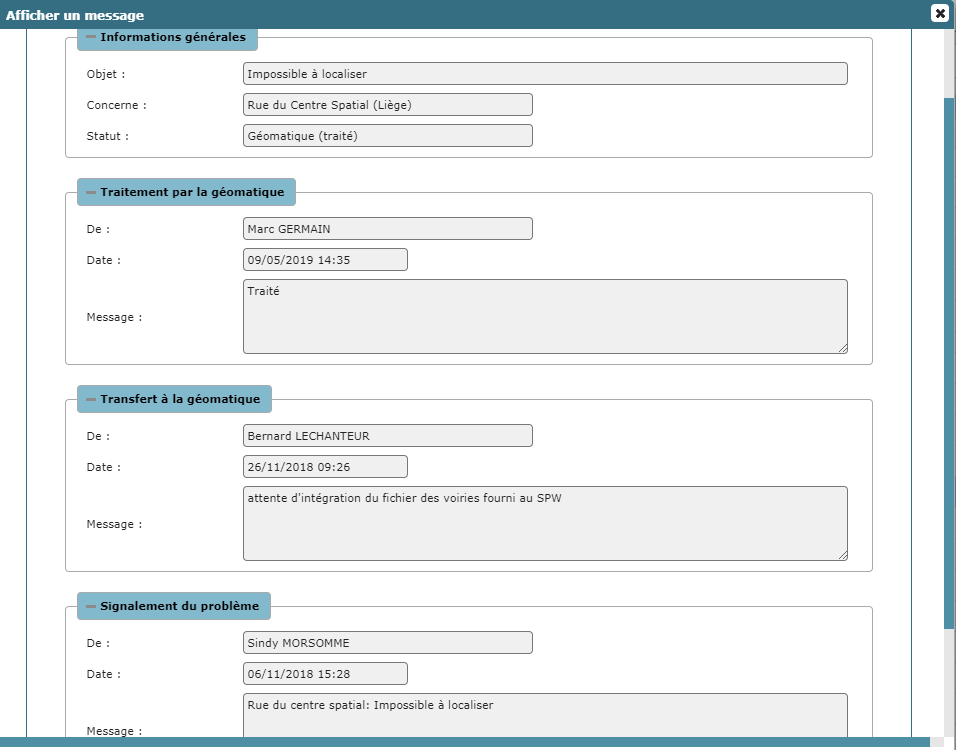 Afficher un message
Informations générales
Objet : Impossible à localiser
Concerne : Rue du Centre Spatial (Liège)
Statut : Géomatique (traité)
Traitement par la géomatique
De : Marc GERMAIN
Date : 09/05/2019 14:35
Message : Traité
Transfert à la géomatique
De : Bernard LECHANTEUR
Date : 26/11/2018 09:26
Message : attente d'intégration du fichier des voiries fourni au SPW
Signalement du problème
De : Sindy MORSOMME
Date : 06/11/2018 15:28
Message : Rue du centre spatial: Impossible à localiser